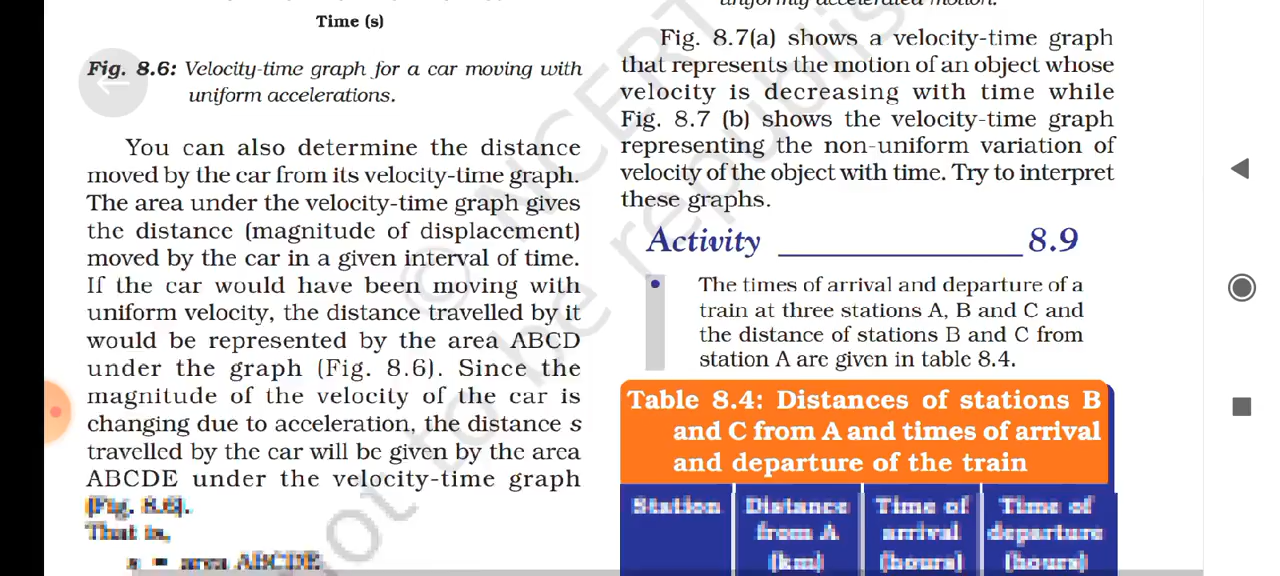 Time (s)
Fig. 8.6: Velocity-time graph for a car moving with
uniform accelerations.
You can also determine the distance
moved by the car from its velocity-time graph.
The area under the velocity-time graph gives
the distance (magnitude of displacement)
moved by the car in a given interval of time.
If the car would have been moving with
uniform velocity, the distance travelled by it
would be represented by the area ABCD
under the graph (Fig. 8.6). Since the
magnitude of the velocity of the car is
changing due to acceleration, the distance s
travelled by the car will be given by the area
ABCDE under the velocity-time graph
(Fig. 8.6).
That is,
s = area ABCDE
uniformly accelerated motion.
Fig. 8.7(a) shows a velocity-time graph
that represents the motion of an object whose
velocity is decreasing with time while
Fig. 8.7 (b) shows the velocity-time graph
representing the non-uniform variation of
velocity of the object with time. Try to interpret
these graphs.
Activity 8.9
• The times of arrival and departure of a
train at three stations A, B and C and
the distance of stations B and C from
station A are given in table 8.4.
Table 8.4: Distances of stations B
and C from A and times of arrival
and departure of the train
Station Distance Time of Time of
from A arrival departure
(km) (hours) (hours)
© NCERT
not to be republis